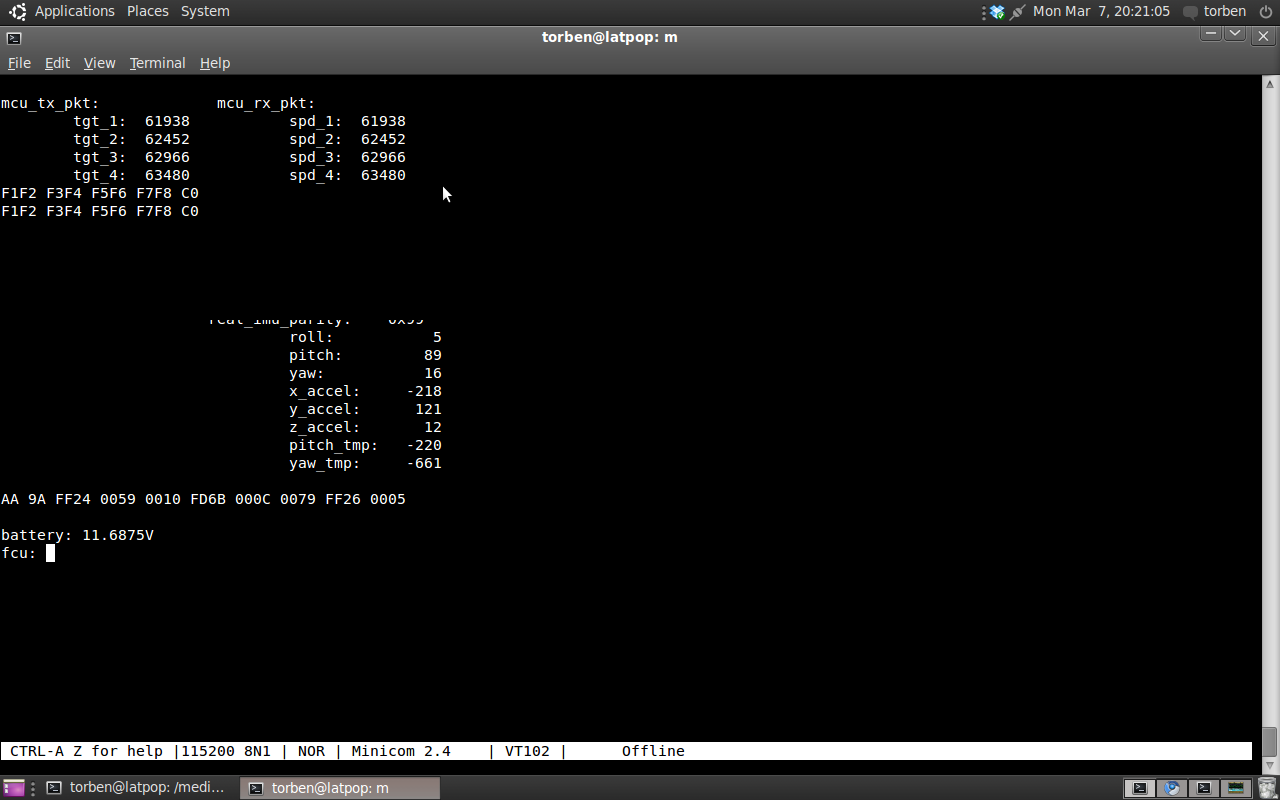 Applications Places System Mon Mar 7, 20:21:05 torben
torben@latpop: m
File Edit View Terminal Help
mcu_tx_pkt: mcu_rx_pkt:
tgt_1: 61938 spd_1: 61938
tgt_2: 62452 spd_2: 62452
tgt_3: 62966 spd_3: 62966
tgt_4: 63480 spd_4: 63480
F1F2 F3F4 F5F6 F7F8 C0
F1F2 F3F4 F5F6 F7F8 C0
real_imu_parity: 0x99
roll: 5
pitch: 89
yaw: 16
x_accel: -218
y_accel: 121
z_accel: 12
pitch_tmp: -220
yaw_tmp: -661
AA 9A FF24 0059 0010 FD6B 000C 0079 FF26 0005
battery: 11.6875V
fcu:
CTRL-A Z for help |115200 8N1 | NOR | Minicom 2.4 | VT102 | Offline
torben@latpop: /medi... torben@latpop: m